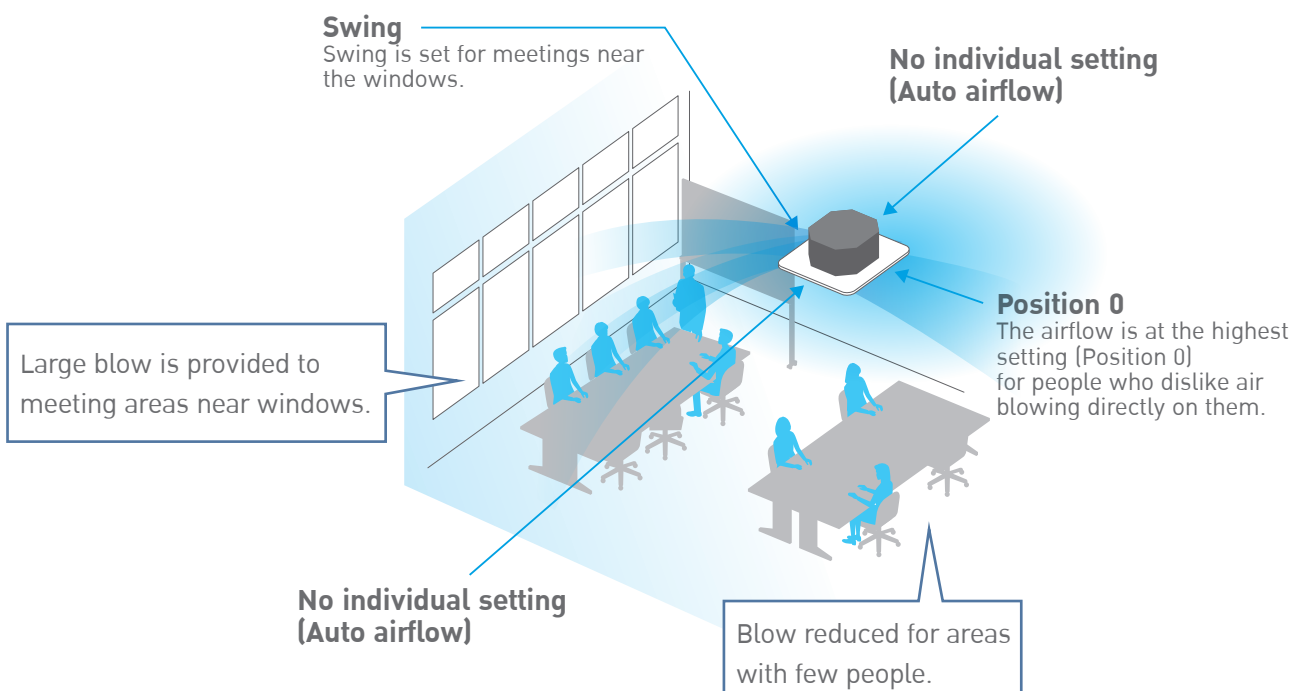 Swing
Swing is set for meetings near
the windows.
No individual setting
(Auto airflow)
Position 0
The airflow is at the highest
setting (Position 0)
for people who dislike air
blowing directly on them.
Large blow is provided to
meeting areas near windows.
No individual setting
(Auto airflow)
Blow reduced for areas
with few people.